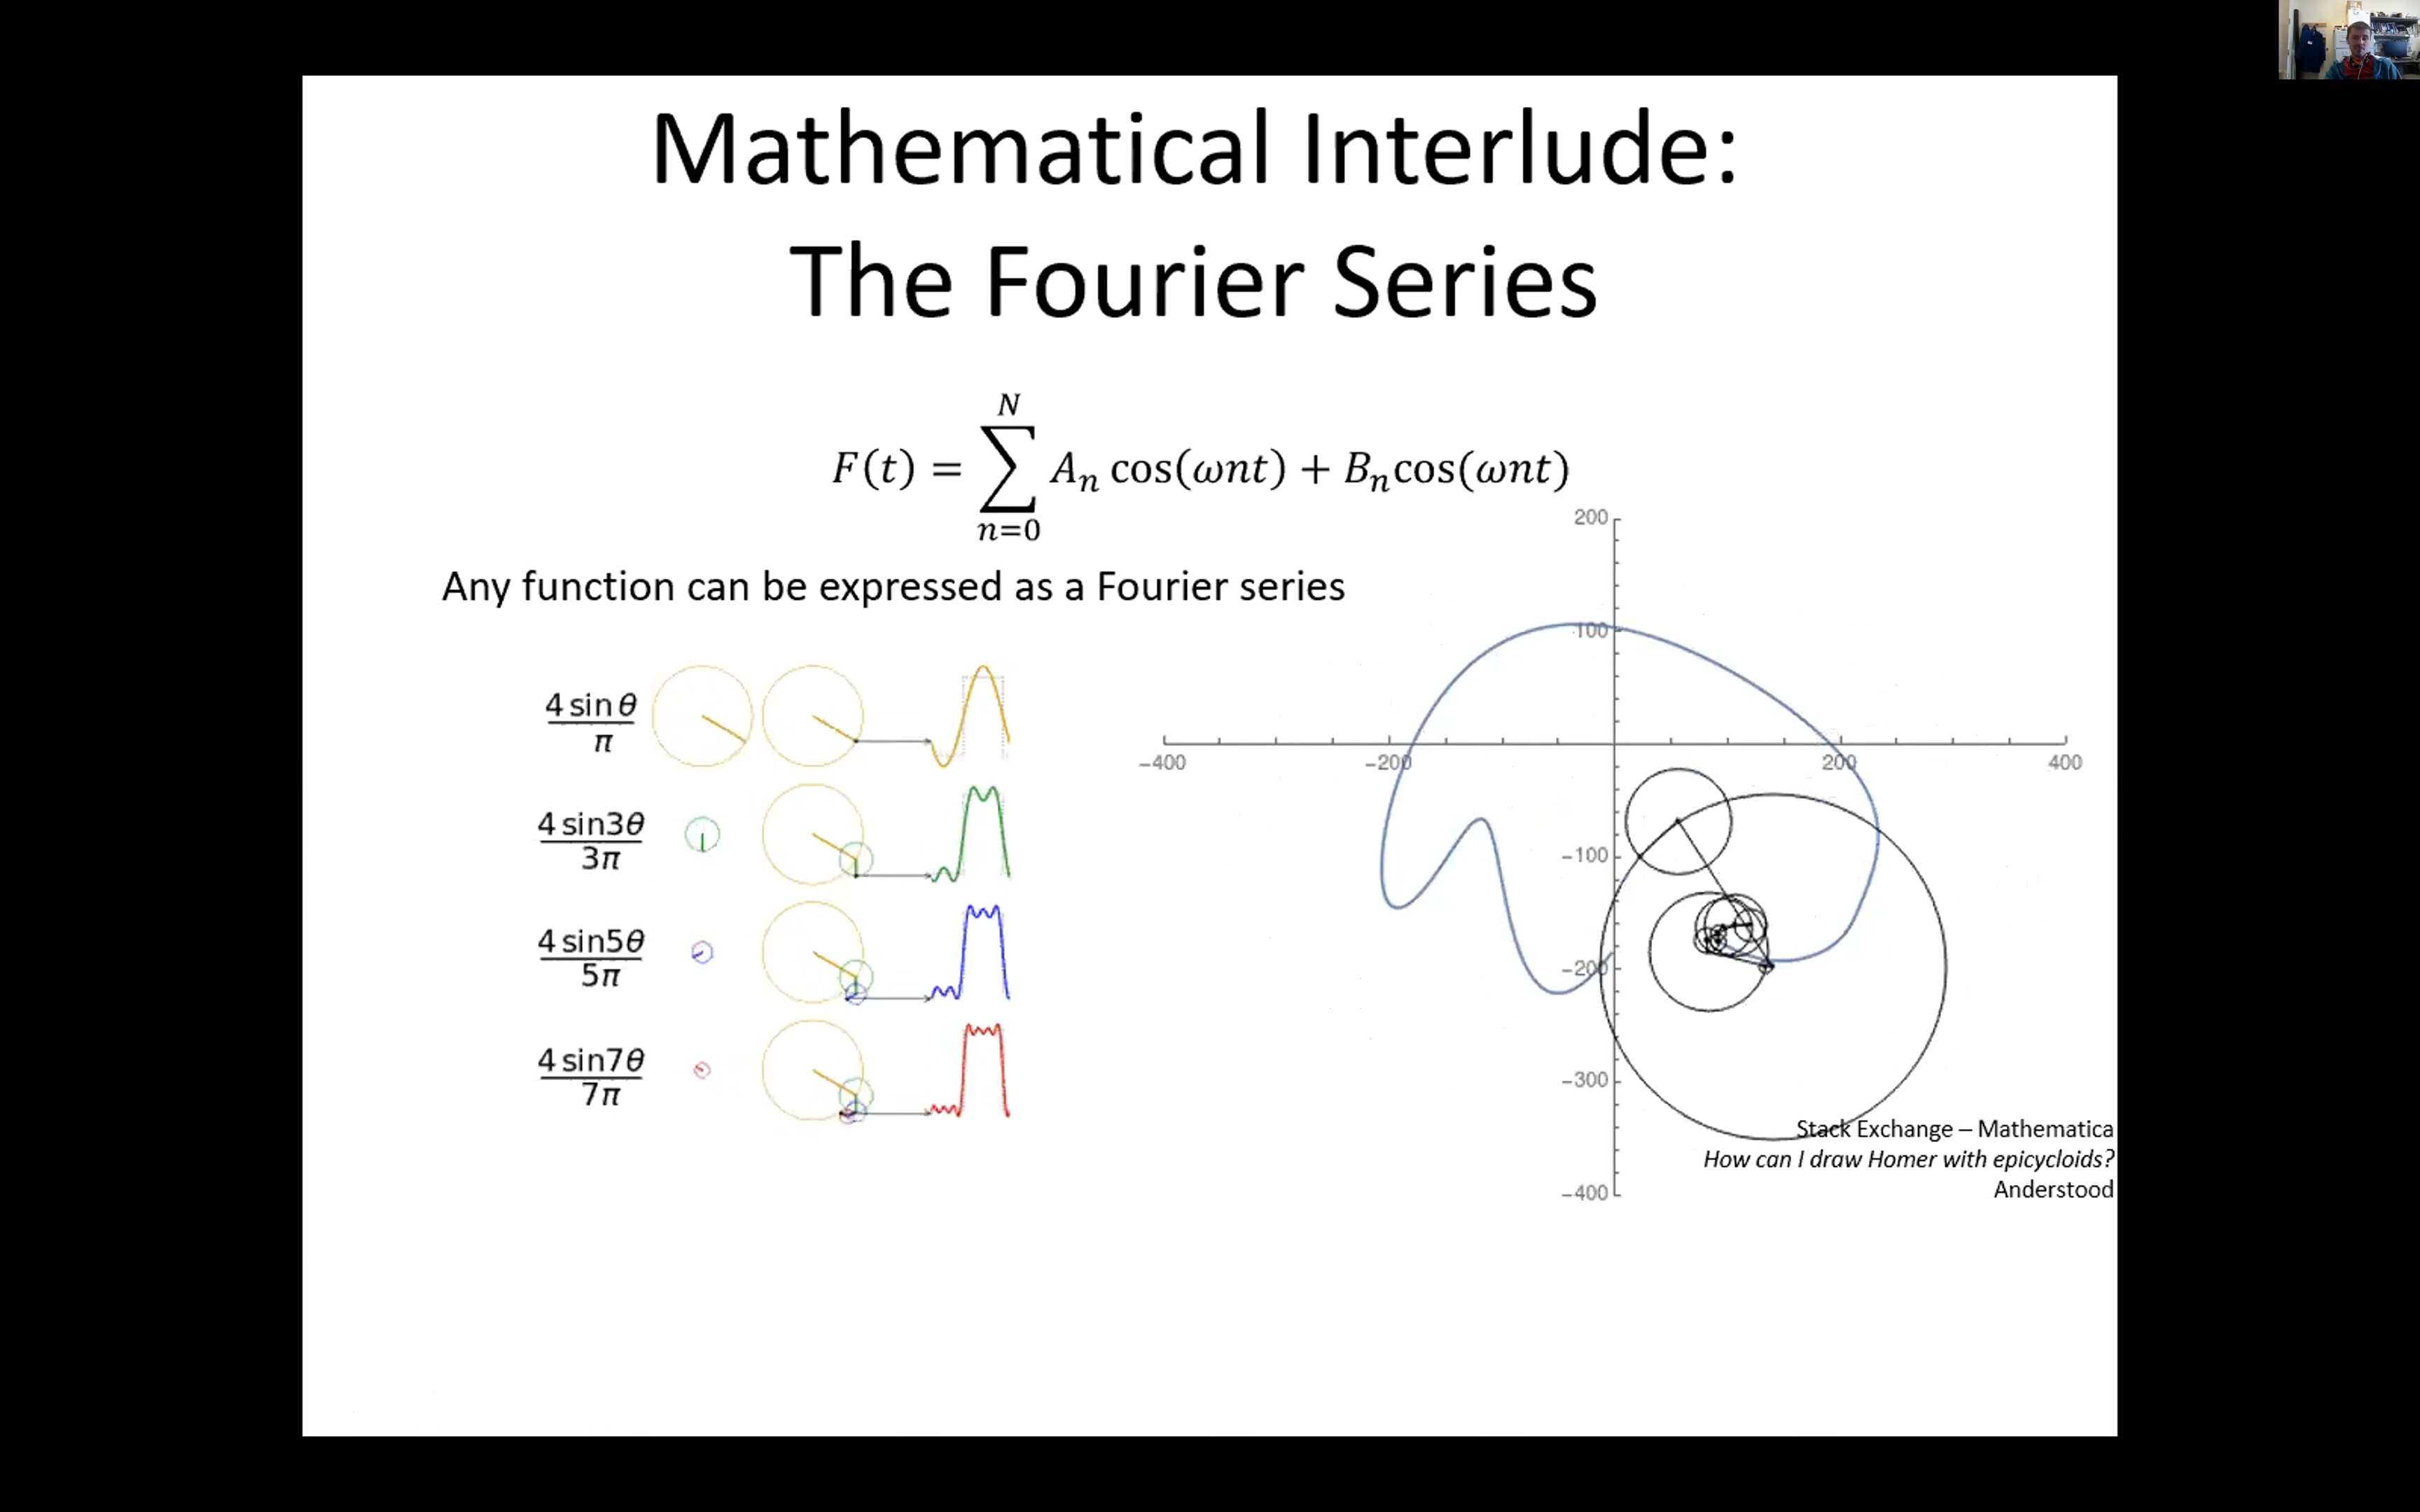 Mathematical Interlude:
The Fourier Series
N
F(t) = ∑ Aₙ cos(ωnt) + Bₙcos(ωnt)
n=0
Any function can be expressed as a Fourier series
4 sin θ
π
4 sin3θ
3π
4 sin5θ
5π
4 sin7θ
7π
200
100
−400 −200 200 400
−100
−200
−300
−400
Stack Exchange – Mathematica
How can I draw Homer with epicycloids?
Anderstood